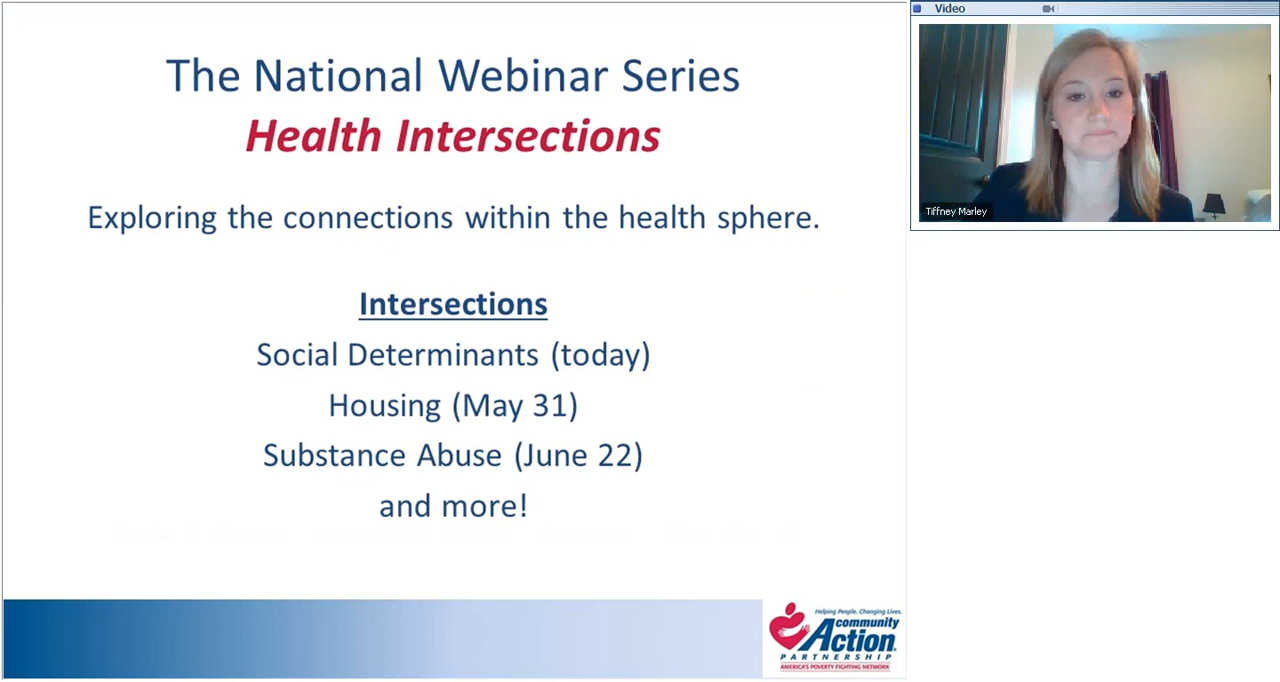 The National Webinar Series
Health Intersections
Exploring the connections within the health sphere.
Intersections
Social Determinants (today)
Housing (May 31)
Substance Abuse (June 22)
and more!
Helping People. Changing Lives.
community
Action
PARTNERSHIP
AMERICA'S POVERTY FIGHTING NETWORK
Video
Tiffney Marley